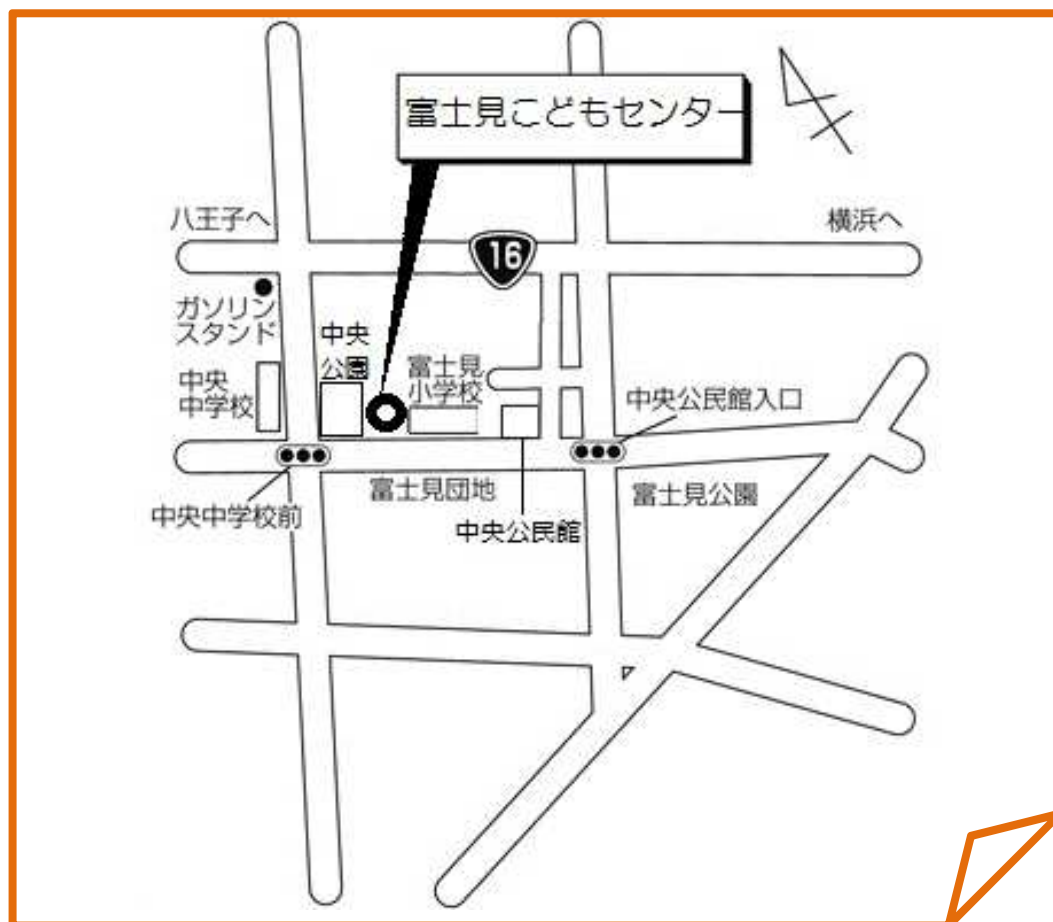 富士見こどもセンター
八王子へ
横浜へ
16
ガソリン
スタンド
中央
公園
富士見
小学校
中央
中学校
中央公民館入口
富士見団地
富士見公園
中央中学校前
中央公民館